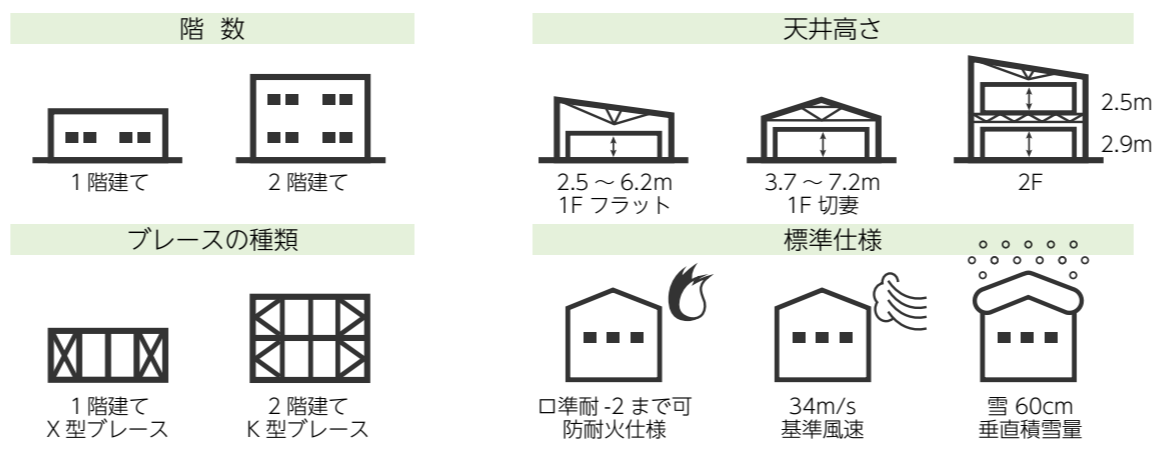 階 数
1 階建て
2 階建て
天井高さ
2.5m
2.9m
2.5 ～ 6.2m
1F フラット
3.7 ～ 7.2m
1F 切妻
2F
ブレースの種類
1 階建て
X 型ブレース
2 階建て
K 型ブレース
標準仕様
ロ準耐 -2 まで可
防耐火仕様
34m/s
基準風速
雪 60cm
垂直積雪量